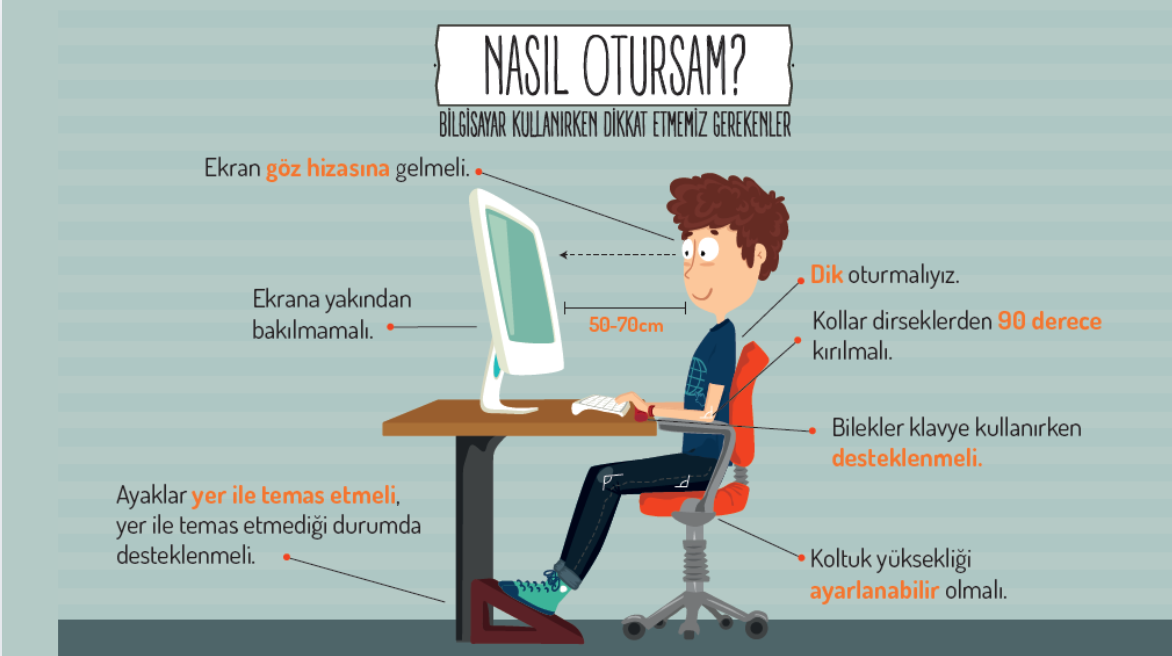 NASIL OTURSAM?
BİLGİSAYAR KULLANIRKEN DİKKAT ETMEMİZ GEREKENLER
Ekran göz hizasına gelmeli.
Ekrana yakından
bakılmamalı.
50-70cm
Dik oturmalıyız.
Kollar dirseklerden 90 derece
kırılmalı.
Bilekler klavye kullanırken
desteklenmeli.
Ayaklar yer ile temas etmeli,
yer ile temas etmediği durumda
desteklenmeli.
Koltuk yüksekliği
ayarlanabilir olmalı.